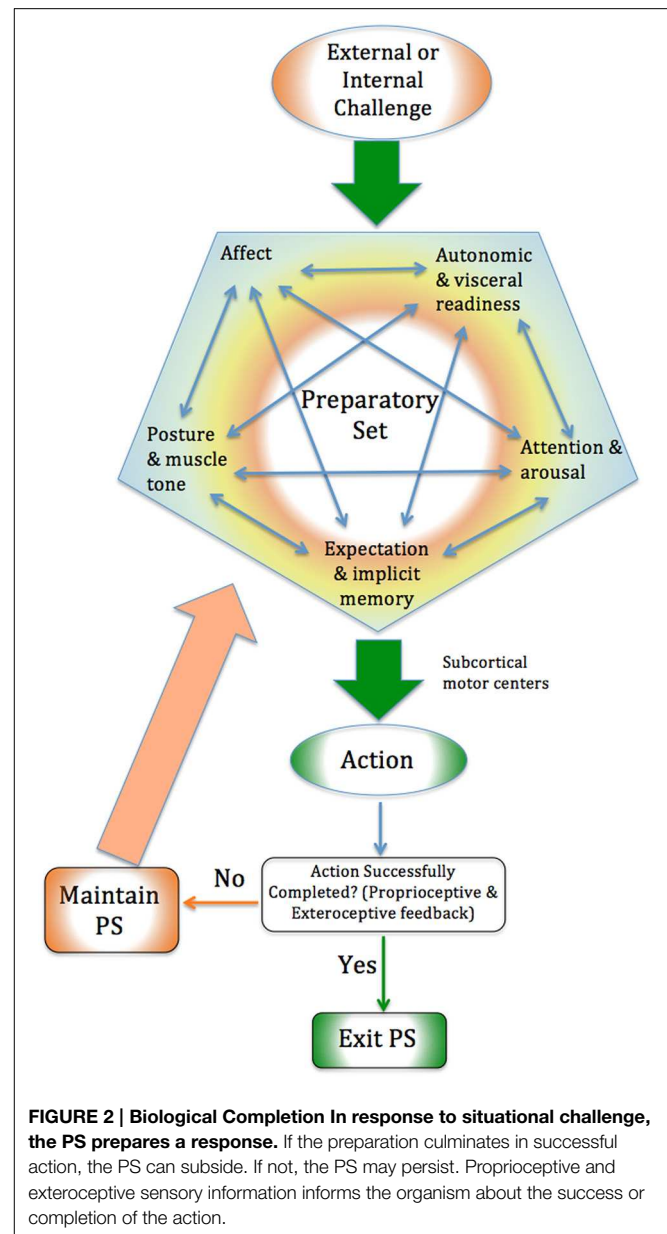 External or
Internal
Challenge
Affect
Autonomic
& visceral
readiness
Preparatory
Set
Posture
& muscle
tone
Attention &
arousal
Expectation
& implicit
memory
Subcortical
motor centers
Action
Action Successfully
Completed? (Proprioceptive &
Exteroceptive feedback)
No
Maintain
PS
Yes
Exit PS
FIGURE 2 | Biological Completion In response to situational challenge,
the PS prepares a response. If the preparation culminates in successful
action, the PS can subside. If not, the PS may persist. Proprioceptive and
exteroceptive sensory information informs the organism about the success or
completion of the action.